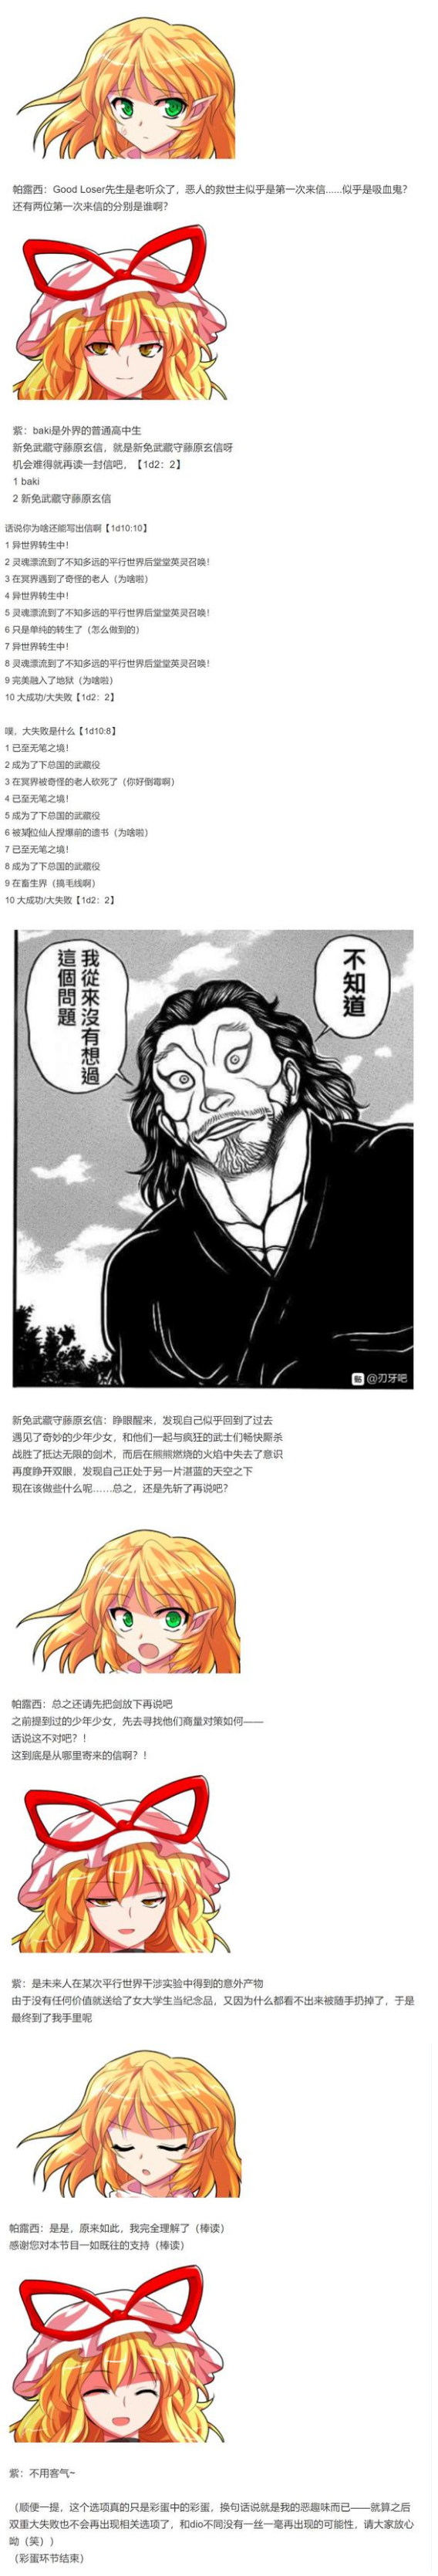 帕露西：Good Loser先生是老听众了，恶人的救世主似乎是第一次来信......似乎是吸血鬼？
还有两位第一次来信的分别是谁啊？
紫：baki是外界的普通高中生
新免武藏守藤原玄信，就是新免武藏守藤原玄信呀
机会难得就再读一封信吧，【1d2：2】
1 baki
2 新免武藏守藤原玄信
话说你为啥还能写出信啊【1d10:10】
1 异世界转生中！
2 灵魂漂流到了不知多远的平行世界后堂堂英灵召唤！
3 在冥界遇到了奇怪的老人（为啥啦）
4 异世界转生中！
5 灵魂漂流到了不知多远的平行世界后堂堂英灵召唤！
6 只是单纯的转生了（怎么做到的）
7 异世界转生中！
8 灵魂漂流到了不知多远的平行世界后堂堂英灵召唤！
9 完美融入了地狱（为啥啦）
10 大成功/大失败【1d2：2】
噗，大失败是什么【1d10:8】
1 已至无笔之境！
2 成为了下总国的武藏役
3 在冥界被奇怪的老人砍死了（你好倒霉啊）
4 已至无笔之境！
5 成为了下总国的武藏役
6 被某位仙人捏爆前的遗书（为啥啦）
7 已至无笔之境！
8 成为了下总国的武藏役
9 在畜生界（搞毛线啊）
10 大成功/大失败【1d2：2】
不知道
我從來沒有想過
這個問題
@刃牙吧
新免武藏守藤原玄信：睁眼醒来，发现自己似乎回到了过去
遇见了奇妙的少年少女，和他们一起与疯狂的武士们畅快厮杀
战胜了抵达无限的剑术，而后在熊熊燃烧的火焰中失去了意识
再度睁开双眼，发现自己正处于另一片湛蓝的天空之下
现在该做些什么呢……总之，还是先斩了再说吧？
帕露西：总之还请先把剑放下再说吧
之前提到过的少年少女，先去寻找他们商量对策如何——
话说这不对吧？！
这到底是从哪里寄来的信啊？！
紫：是未来人在某次平行世界干涉实验中得到的意外产物
由于没有任何价值就送给了女大学生当纪念品，又因为什么都看不出来被随手扔掉了，于是
最终到了我手里呢
帕露西：是是，原来如此，我完全理解了（棒读）
感谢您对本节目一如既往的支持（棒读）
紫：不用客气~
（顺便一提，这个选项真的只是彩蛋中的彩蛋，换句话说就是我的恶趣味而已——就算之后
双重大失败也不会再出现相关选项了，和dio不同没有一丝一毫再出现的可能性，请大家放心
呦（笑））
（彩蛋环节结束）